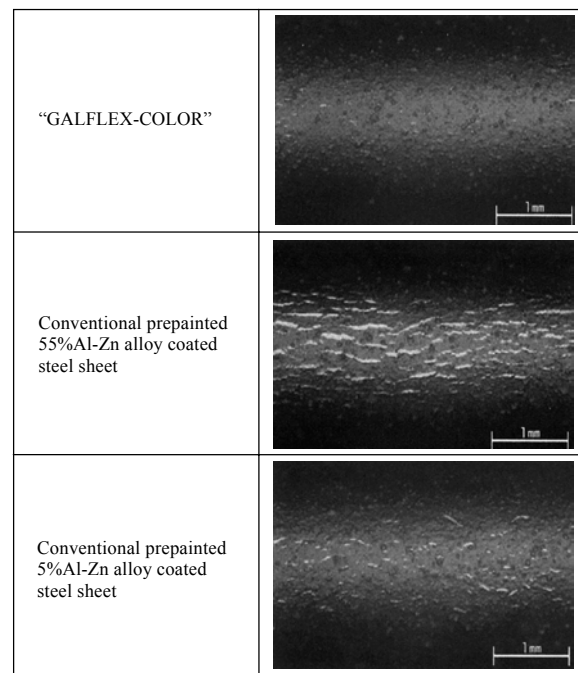 “GALFLEX-COLOR”
1mm
Conventional prepainted
55%Al-Zn alloy coated
steel sheet
1mm
Conventional prepainted
5%Al-Zn alloy coated
steel sheet
1mm